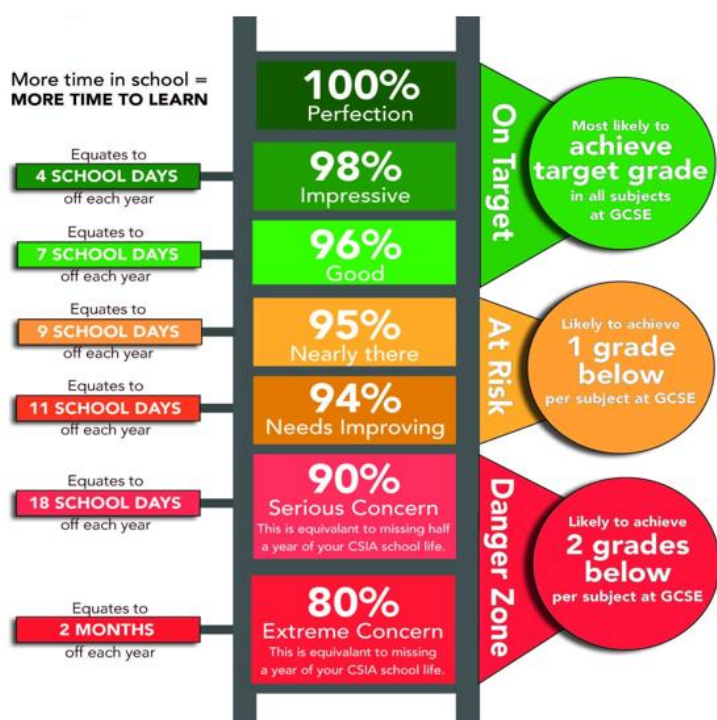 More time in school =
MORE TIME TO LEARN
100%
Perfection
Equates to
4 SCHOOL DAYS
off each year
98%
Impressive
Equates to
7 SCHOOL DAYS
off each year
96%
Good
On Target
Most likely to
achieve
target grade
in all subjects
at GCSE
Equates to
9 SCHOOL DAYS
off each year
95%
Nearly there
Equates to
11 SCHOOL DAYS
off each year
94%
Needs Improving
At Risk
Likely to achieve
1 grade
below
per subject at GCSE
Equates to
18 SCHOOL DAYS
off each year
90%
Serious Concern
This is equivalant to missing half
a year of your CSIA school life.
Equates to
2 MONTHS
off each year
80%
Extreme Concern
This is equivalant to missing
a year of your CSIA school life.
Danger Zone
Likely to achieve
2 grades
below
per subject at GCSE